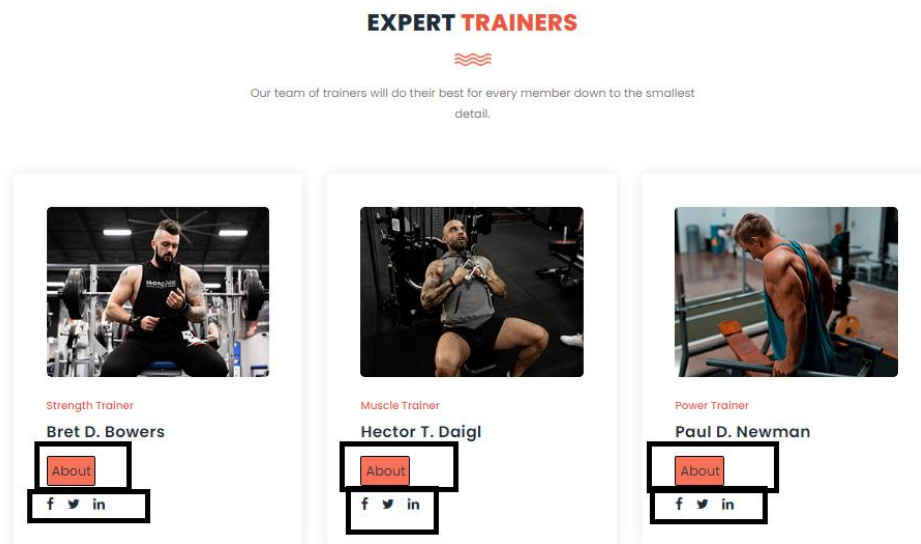 EXPERT TRAINERS
Our team of trainers will do their best for every member down to the smallest
detail.
Strength Trainer
Bret D. Bowers
About
Muscle Trainer
Hector T. Daigl
About
Power Trainer
Paul D. Newman
About